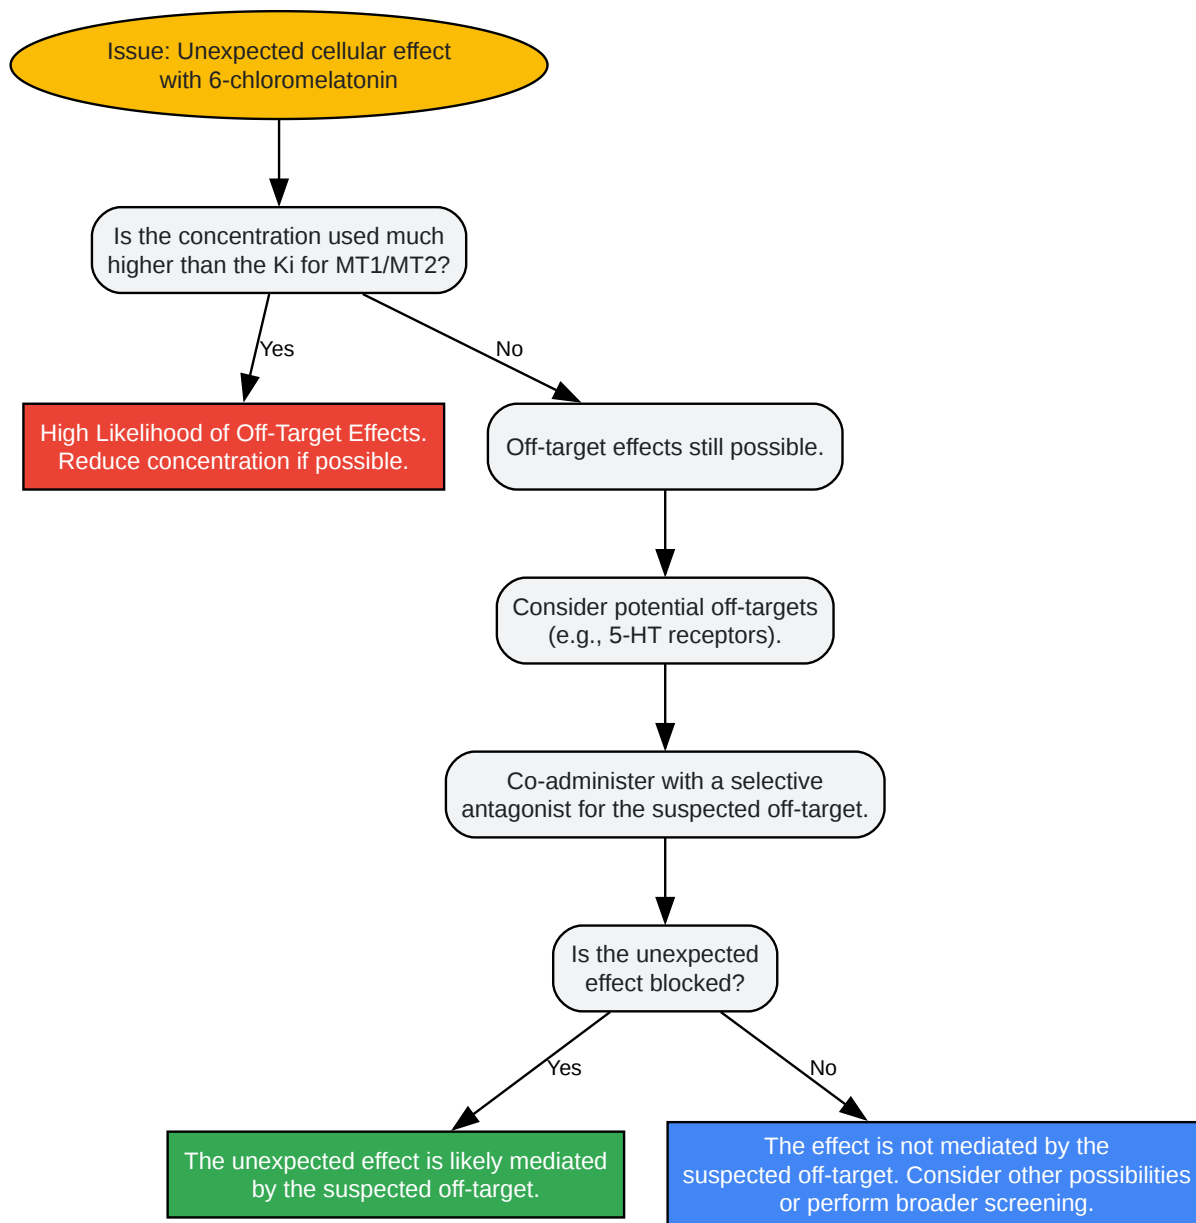 Issue: Unexpected cellular effect
with 6-chloromelatonin
Is the concentration used much
higher than the Ki for MT1/MT2?
Yes
No
High Likelihood of Off-Target Effects.
Reduce concentration if possible.
Off-target effects still possible.
Consider potential off-targets
(e.g., 5-HT receptors).
Co-administer with a selective
antagonist for the suspected off-target.
Is the unexpected
effect blocked?
Yes
No
The unexpected effect is likely mediated
by the suspected off-target.
The effect is not mediated by the
suspected off-target. Consider other possibilities
or perform broader screening.